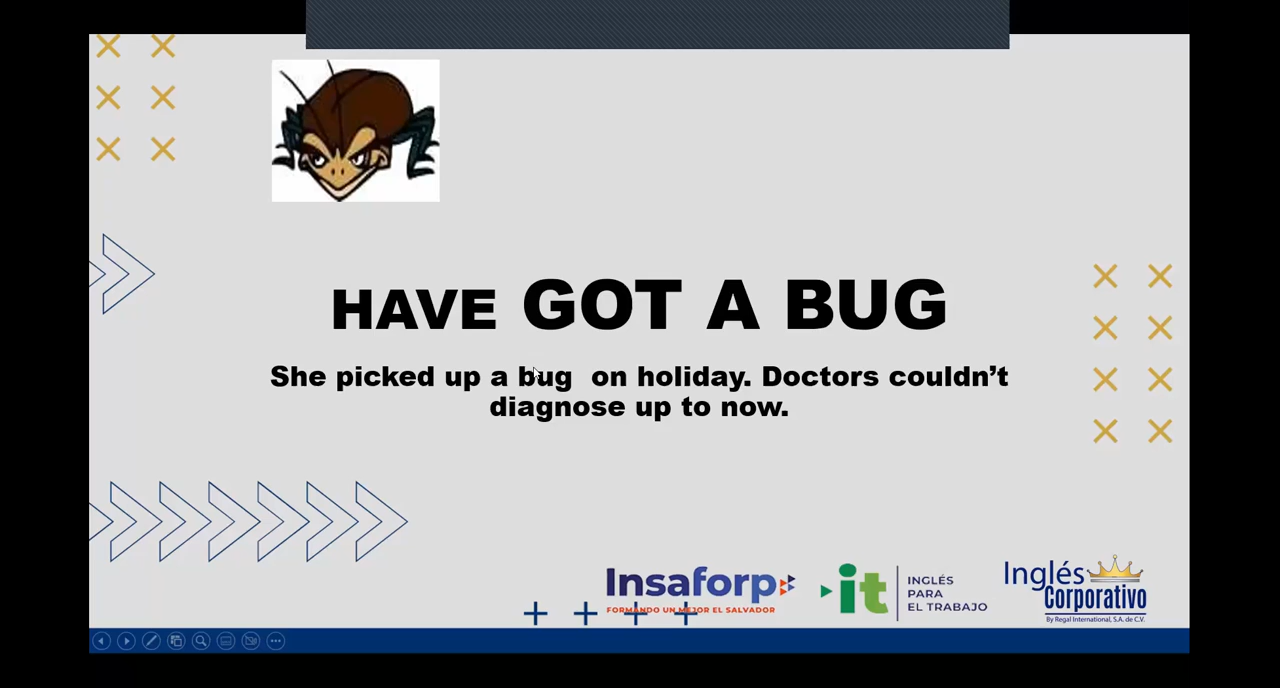 HAVE GOT A BUG
She picked up a bug  on holiday. Doctors couldn’t
diagnose up to now.
Insaforp
FORMANDO UN MEJOR EL SALVADOR
it
INGLÉS
PARA
EL TRABAJO
Inglés
Corporativo
By Regal International, S.A. de C.V.